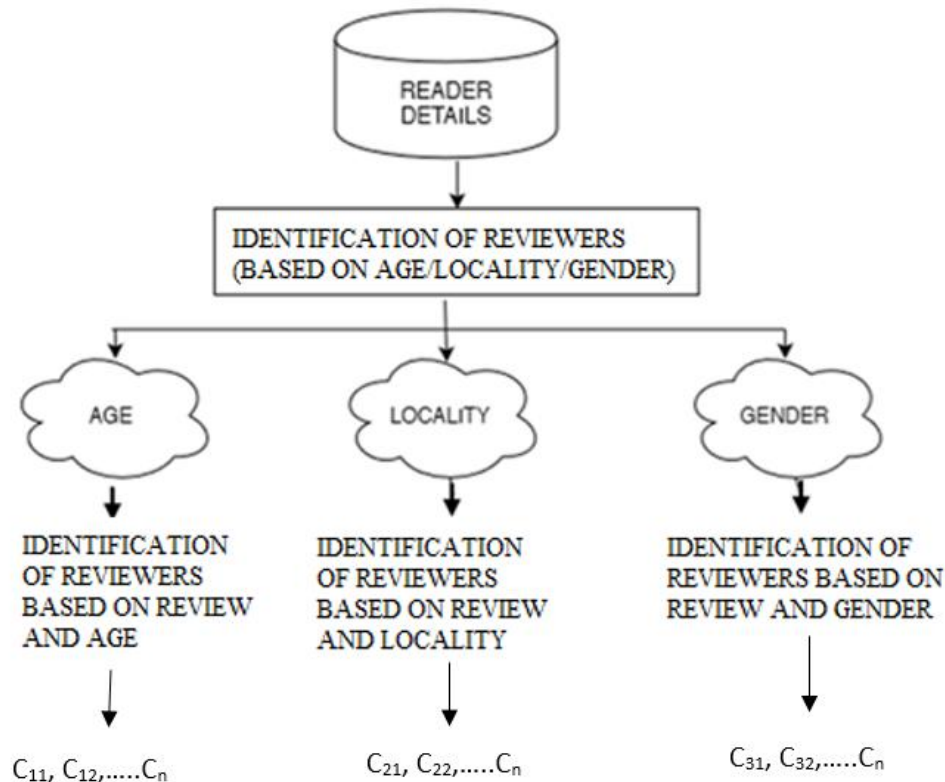 READER
DETAILS
IDENTIFICATION OF REVIEWERS
(BASED ON AGE/LOCALITY/GENDER)
AGE
LOCALITY
GENDER
IDENTIFICATION
OF REVIEWERS
BASED ON REVIEW
AND AGE
IDENTIFICATION
OF REVIEWERS
BASED ON REVIEW
AND LOCALITY
IDENTIFICATION OF
REVIEWERS BASED ON
REVIEW AND GENDER
C₁₁, C₁₂,.....Cₙ
C₂₁, C₂₂,.....Cₙ
C₃₁, C₃₂,.....Cₙ